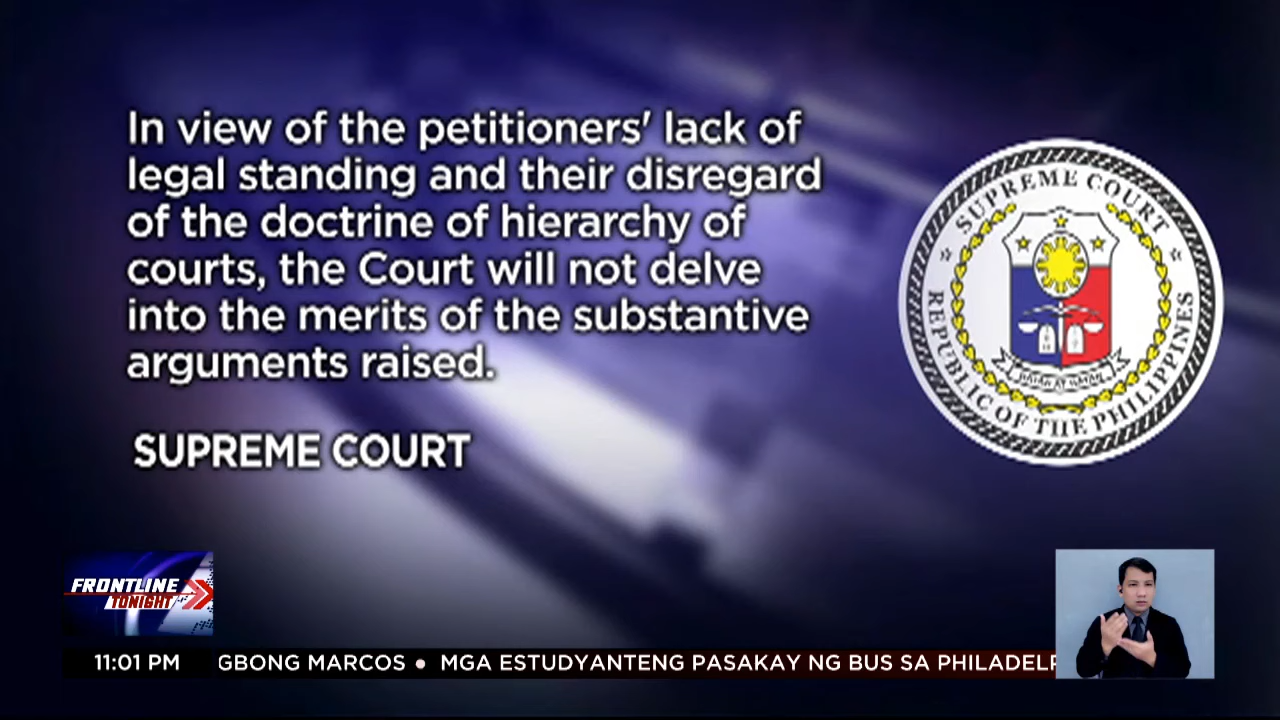 In view of the petitioners' lack of
legal standing and their disregard
of the doctrine of hierarchy of
courts, the Court will not delve
into the merits of the substantive
arguments raised.
SUPREME COURT
SUPREME COURT
REPUBLIC OF THE PHILIPPINES
FRONTLINE
TONIGHT
11:01 PM GBONG MARCOS • MGA ESTUDYANTENG PASAKAY NG BUS SA